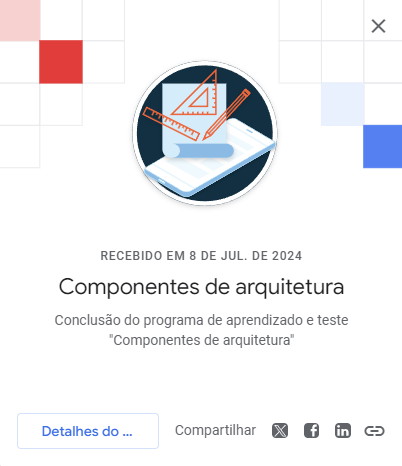 RECEBIDO EM 8 DE JUL. DE 2024
Componentes de arquitetura
Conclusão do programa de aprendizado e teste
"Componentes de arquitetura"
Detalhes do ...
Compartilhar